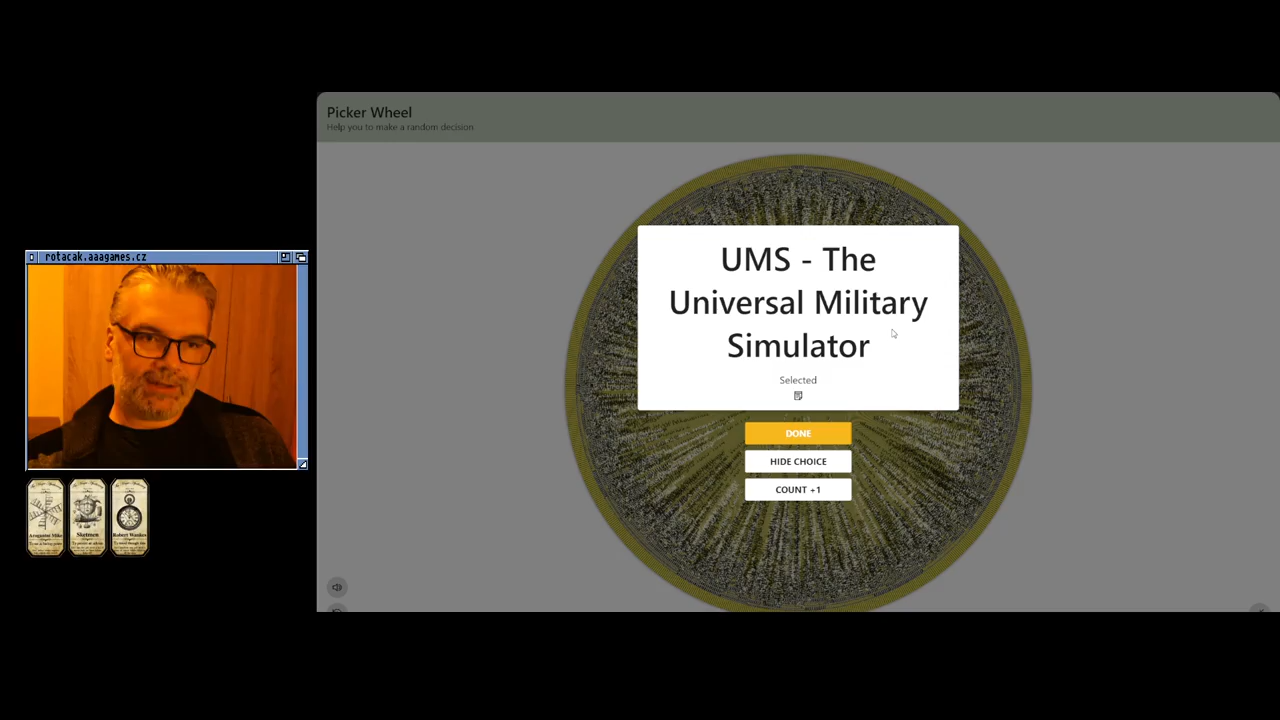 Picker Wheel
Help you to make a random decision
rotacak.aaagames.cz
UMS - The
Universal Military
Simulator
Selected
DONE
HIDE CHOICE
COUNT +1
Sketmen